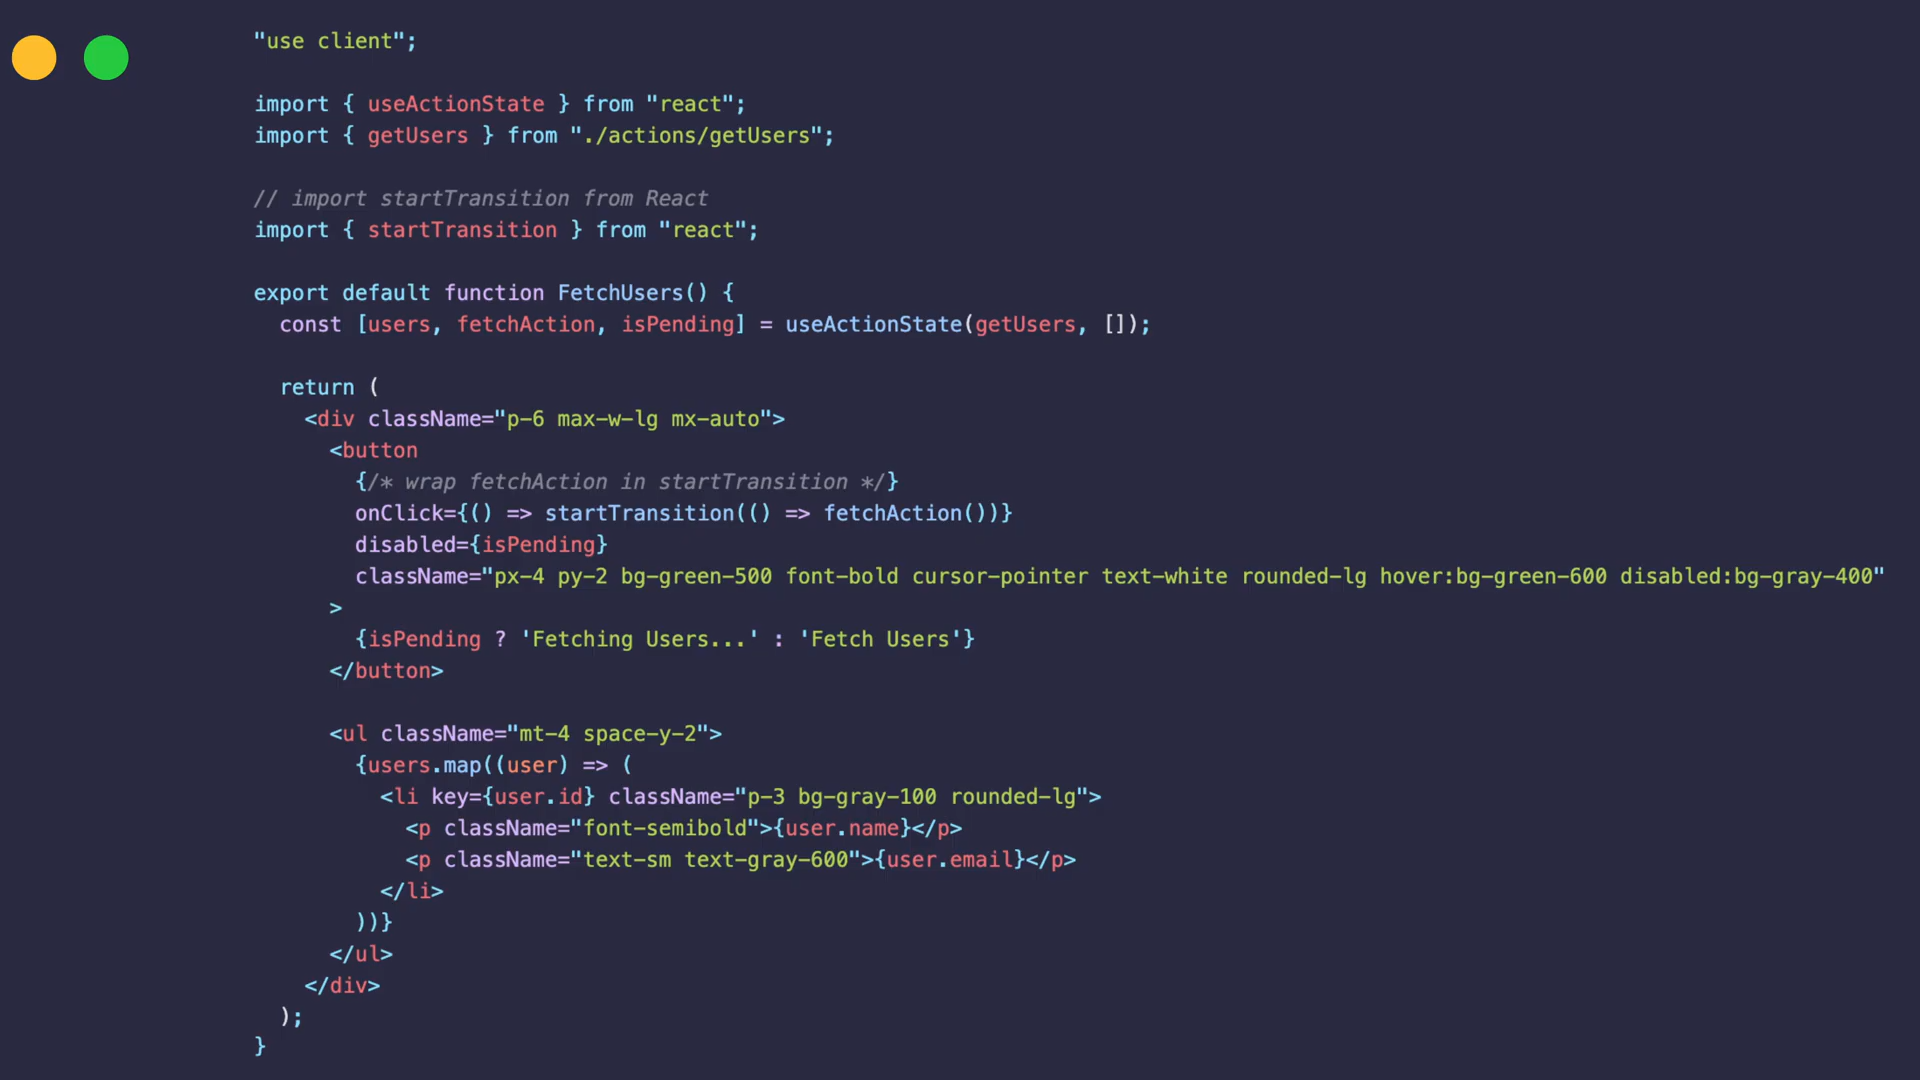 "use client";
import { useActionState } from "react";
import { getUsers } from "./actions/getUsers";
// import startTransition from React
import { startTransition } from "react";
export default function FetchUsers() {
const [users, fetchAction, isPending] = useActionState(getUsers, []);
return (
<div className="p-6 max-w-lg mx-auto">
<button
{/* wrap fetchAction in startTransition */}
onClick={() => startTransition(() => fetchAction())}
disabled={isPending}
className="px-4 py-2 bg-green-500 font-bold cursor-pointer text-white rounded-lg hover:bg-green-600 disabled:bg-gray-400"
>
{isPending ? 'Fetching Users...' : 'Fetch Users'}
</button>
<ul className="mt-4 space-y-2">
{users.map((user) => (
<li key={user.id} className="p-3 bg-gray-100 rounded-lg">
<p className="font-semibold">{user.name}</p>
<p className="text-sm text-gray-600">{user.email}</p>
</li>
))}
</ul>
</div>
);
}